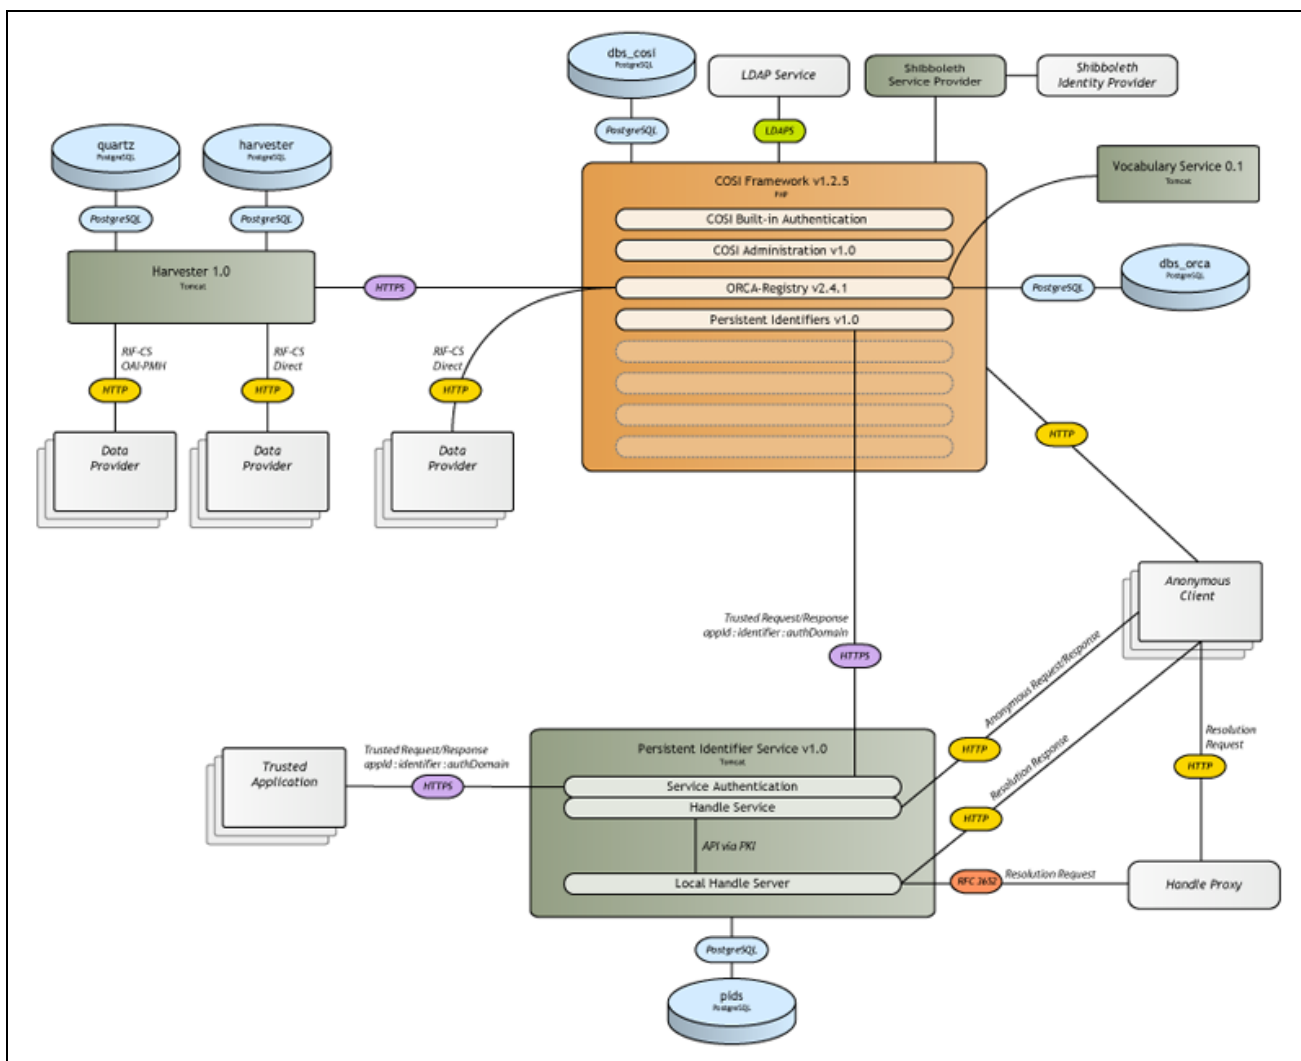 dbs_cosi
PostgreSQL
LDAP Service
Shibboleth
Service Provider
Shibboleth
Identity Provider
PostgreSQL
LDAPS
quartz
PostgreSQL
harvester
PostgreSQL
PostgreSQL
PostgreSQL
COSI Framework v1.2.5
PHP
COSI Built-in Authentication
COSI Administration v1.0
ORCA-Registry v2.4.1
Persistent Identifiers v1.0
Vocabulary Service 0.1
Tomcat
Harvester 1.0
Tomcat
HTTPS
PostgreSQL
dbs_orca
PostgreSQL
RIF-CS
OAI-PMH
HTTP
RIF-CS
Direct
HTTP
RIF-CS
Direct
HTTP
Data
Provider
Data
Provider
Data
Provider
HTTP
Anonymous
Client
Trusted Request/Response
appId : identifier : authDomain
HTTPS
Anonymous Request/Response
HTTP
Resolution Response
HTTP
Resolution
Request
HTTP
Trusted
Application
Trusted Request/Response
appId : identifier : authDomain
HTTPS
Persistent Identifier Service v1.0
Tomcat
Service Authentication
Handle Service
API via PKI
Local Handle Server
RFC 3652
Resolution Request
Handle Proxy
PostgreSQL
pids
PostgreSQL